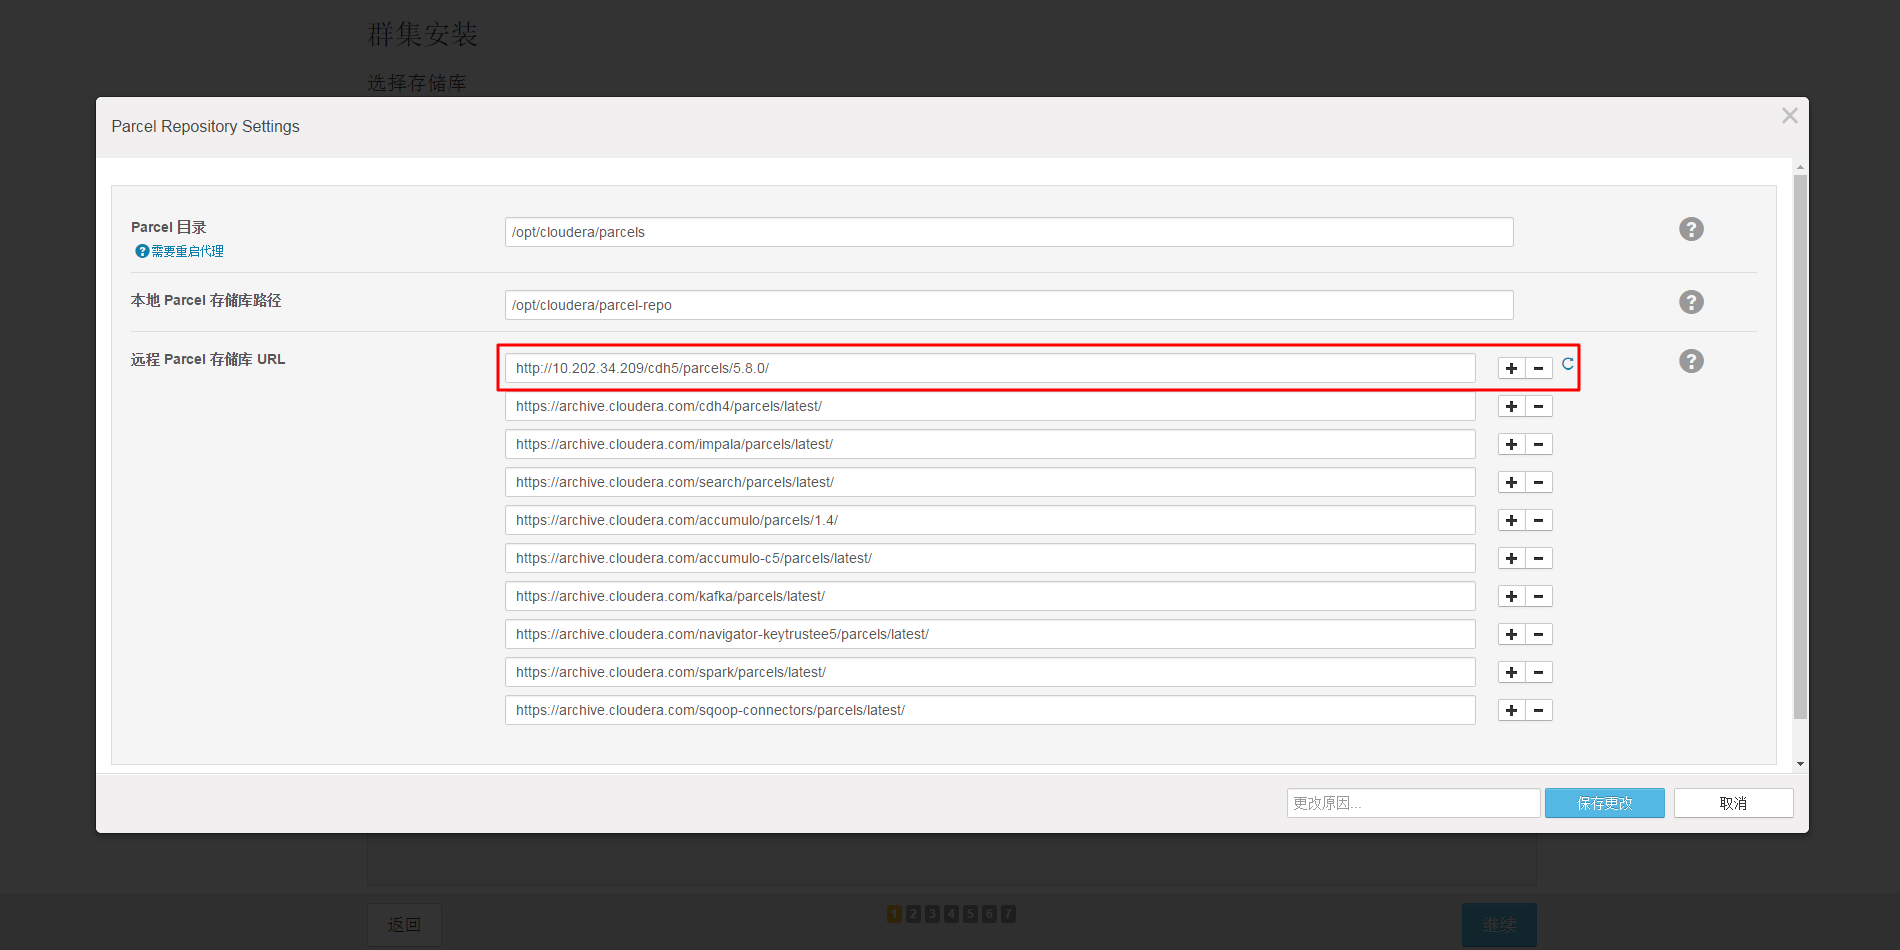 群集安装
选择存储库
Parcel Repository Settings
Parcel 目录
/opt/cloudera/parcels
需要重启代理
本地 Parcel 存储库路径
/opt/cloudera/parcel-repo
远程 Parcel 存储库 URL
http://10.202.34.209/cdh5/parcels/5.8.0/
https://archive.cloudera.com/cdh4/parcels/latest/
https://archive.cloudera.com/impala/parcels/latest/
https://archive.cloudera.com/search/parcels/latest/
https://archive.cloudera.com/accumulo/parcels/1.4/
https://archive.cloudera.com/accumulo-c5/parcels/latest/
https://archive.cloudera.com/kafka/parcels/latest/
https://archive.cloudera.com/navigator-keytrustee5/parcels/latest/
https://archive.cloudera.com/spark/parcels/latest/
https://archive.cloudera.com/sqoop-connectors/parcels/latest/
更改原因...
保存更改
取消
返回
1 2 3 4 5 6 7
继续